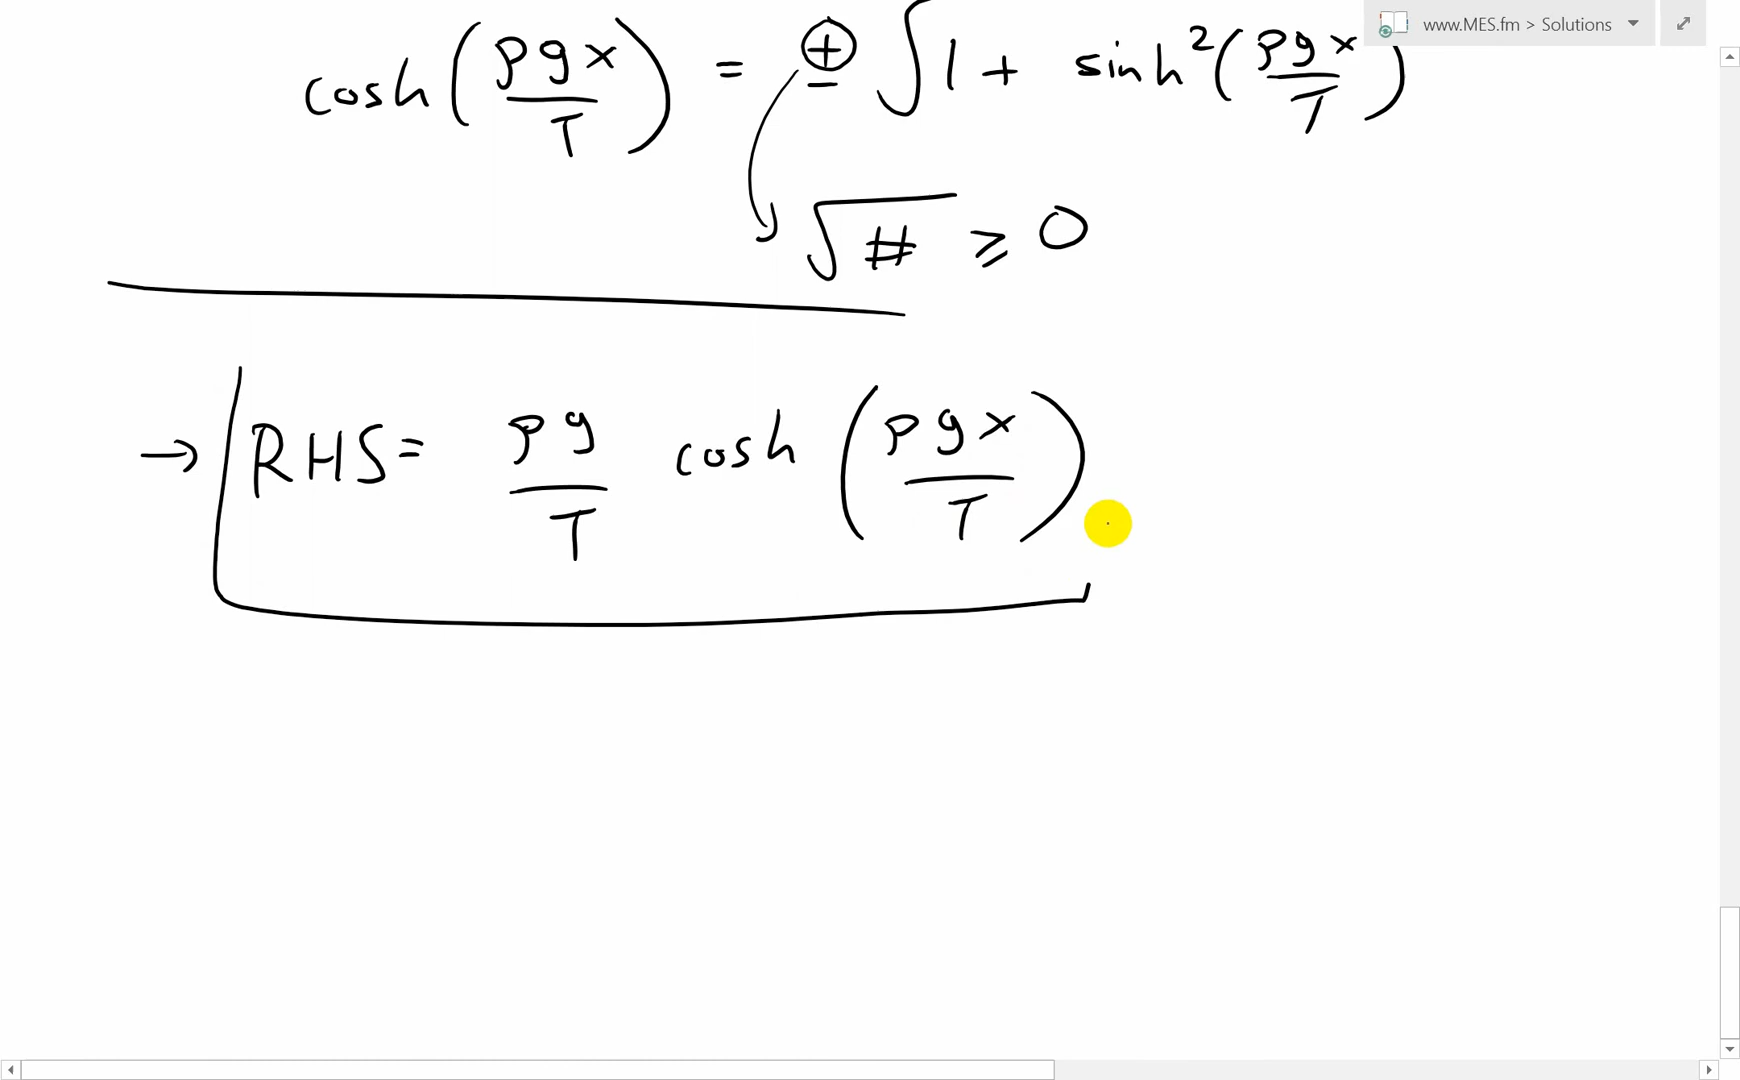 www.MES.fm > Solutions
cosh(ρgx/T) = ± √1 + sinh²(ρgx/T)
√# ≥ 0
→ RHS = ρg/T cosh(ρgx/T)